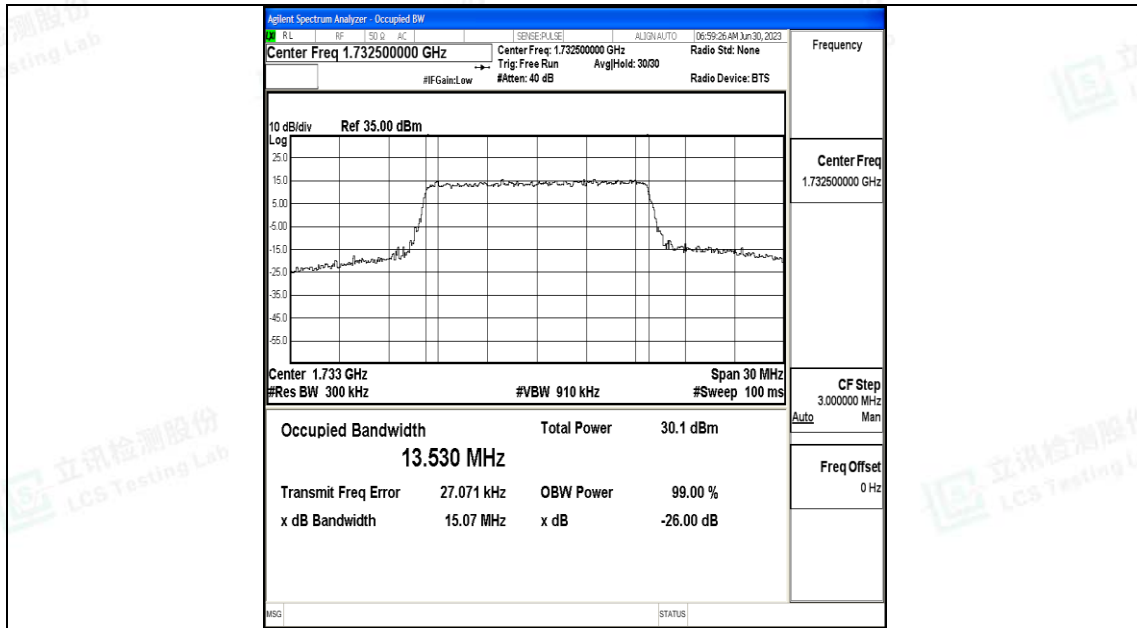 Agilent Spectrum Analyzer - Occupied BW
LXI RL RF 50 Ω AC SENSE:PULSE ALIGN AUTO 06:59:26 AM Jun 30, 2023
Center Freq 1.732500000 GHz
Center Freq: 1.732500000 GHz
Radio Std: None
Trig: Free Run Avg|Hold: 30/30
#IFGain:Low #Atten: 40 dB Radio Device: BTS
Frequency
10 dB/div Ref 35.00 dBm
Log
25.0
15.0
5.00
-5.00
-15.0
-25.0
-35.0
-45.0
-55.0
Center 1.733 GHz Span 30 MHz
#Res BW 300 kHz #VBW 910 kHz #Sweep 100 ms
Occupied Bandwidth Total Power 30.1 dBm
13.530 MHz
Transmit Freq Error 27.071 kHz OBW Power 99.00 %
x dB Bandwidth 15.07 MHz x dB -26.00 dB
Center Freq
1.732500000 GHz
CF Step
3.000000 MHz
Auto Man
Freq Offset
0 Hz
MSG STATUS
立讯检测股份
LCS Testing Lab
立讯检测股份